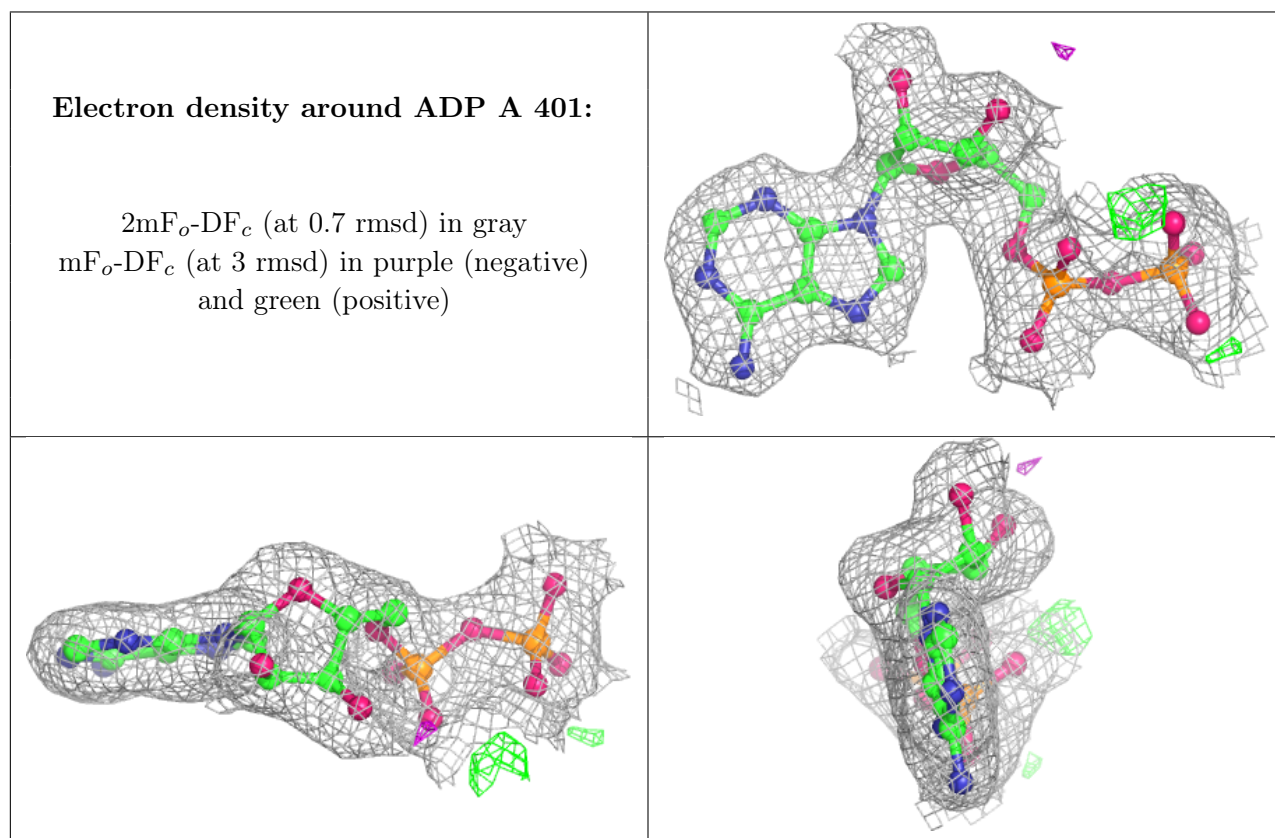 Electron density around ADP A 401:
2mFₒ-DF𝒸 (at 0.7 rmsd) in gray
mFₒ-DF𝒸 (at 3 rmsd) in purple (negative)
and green (positive)